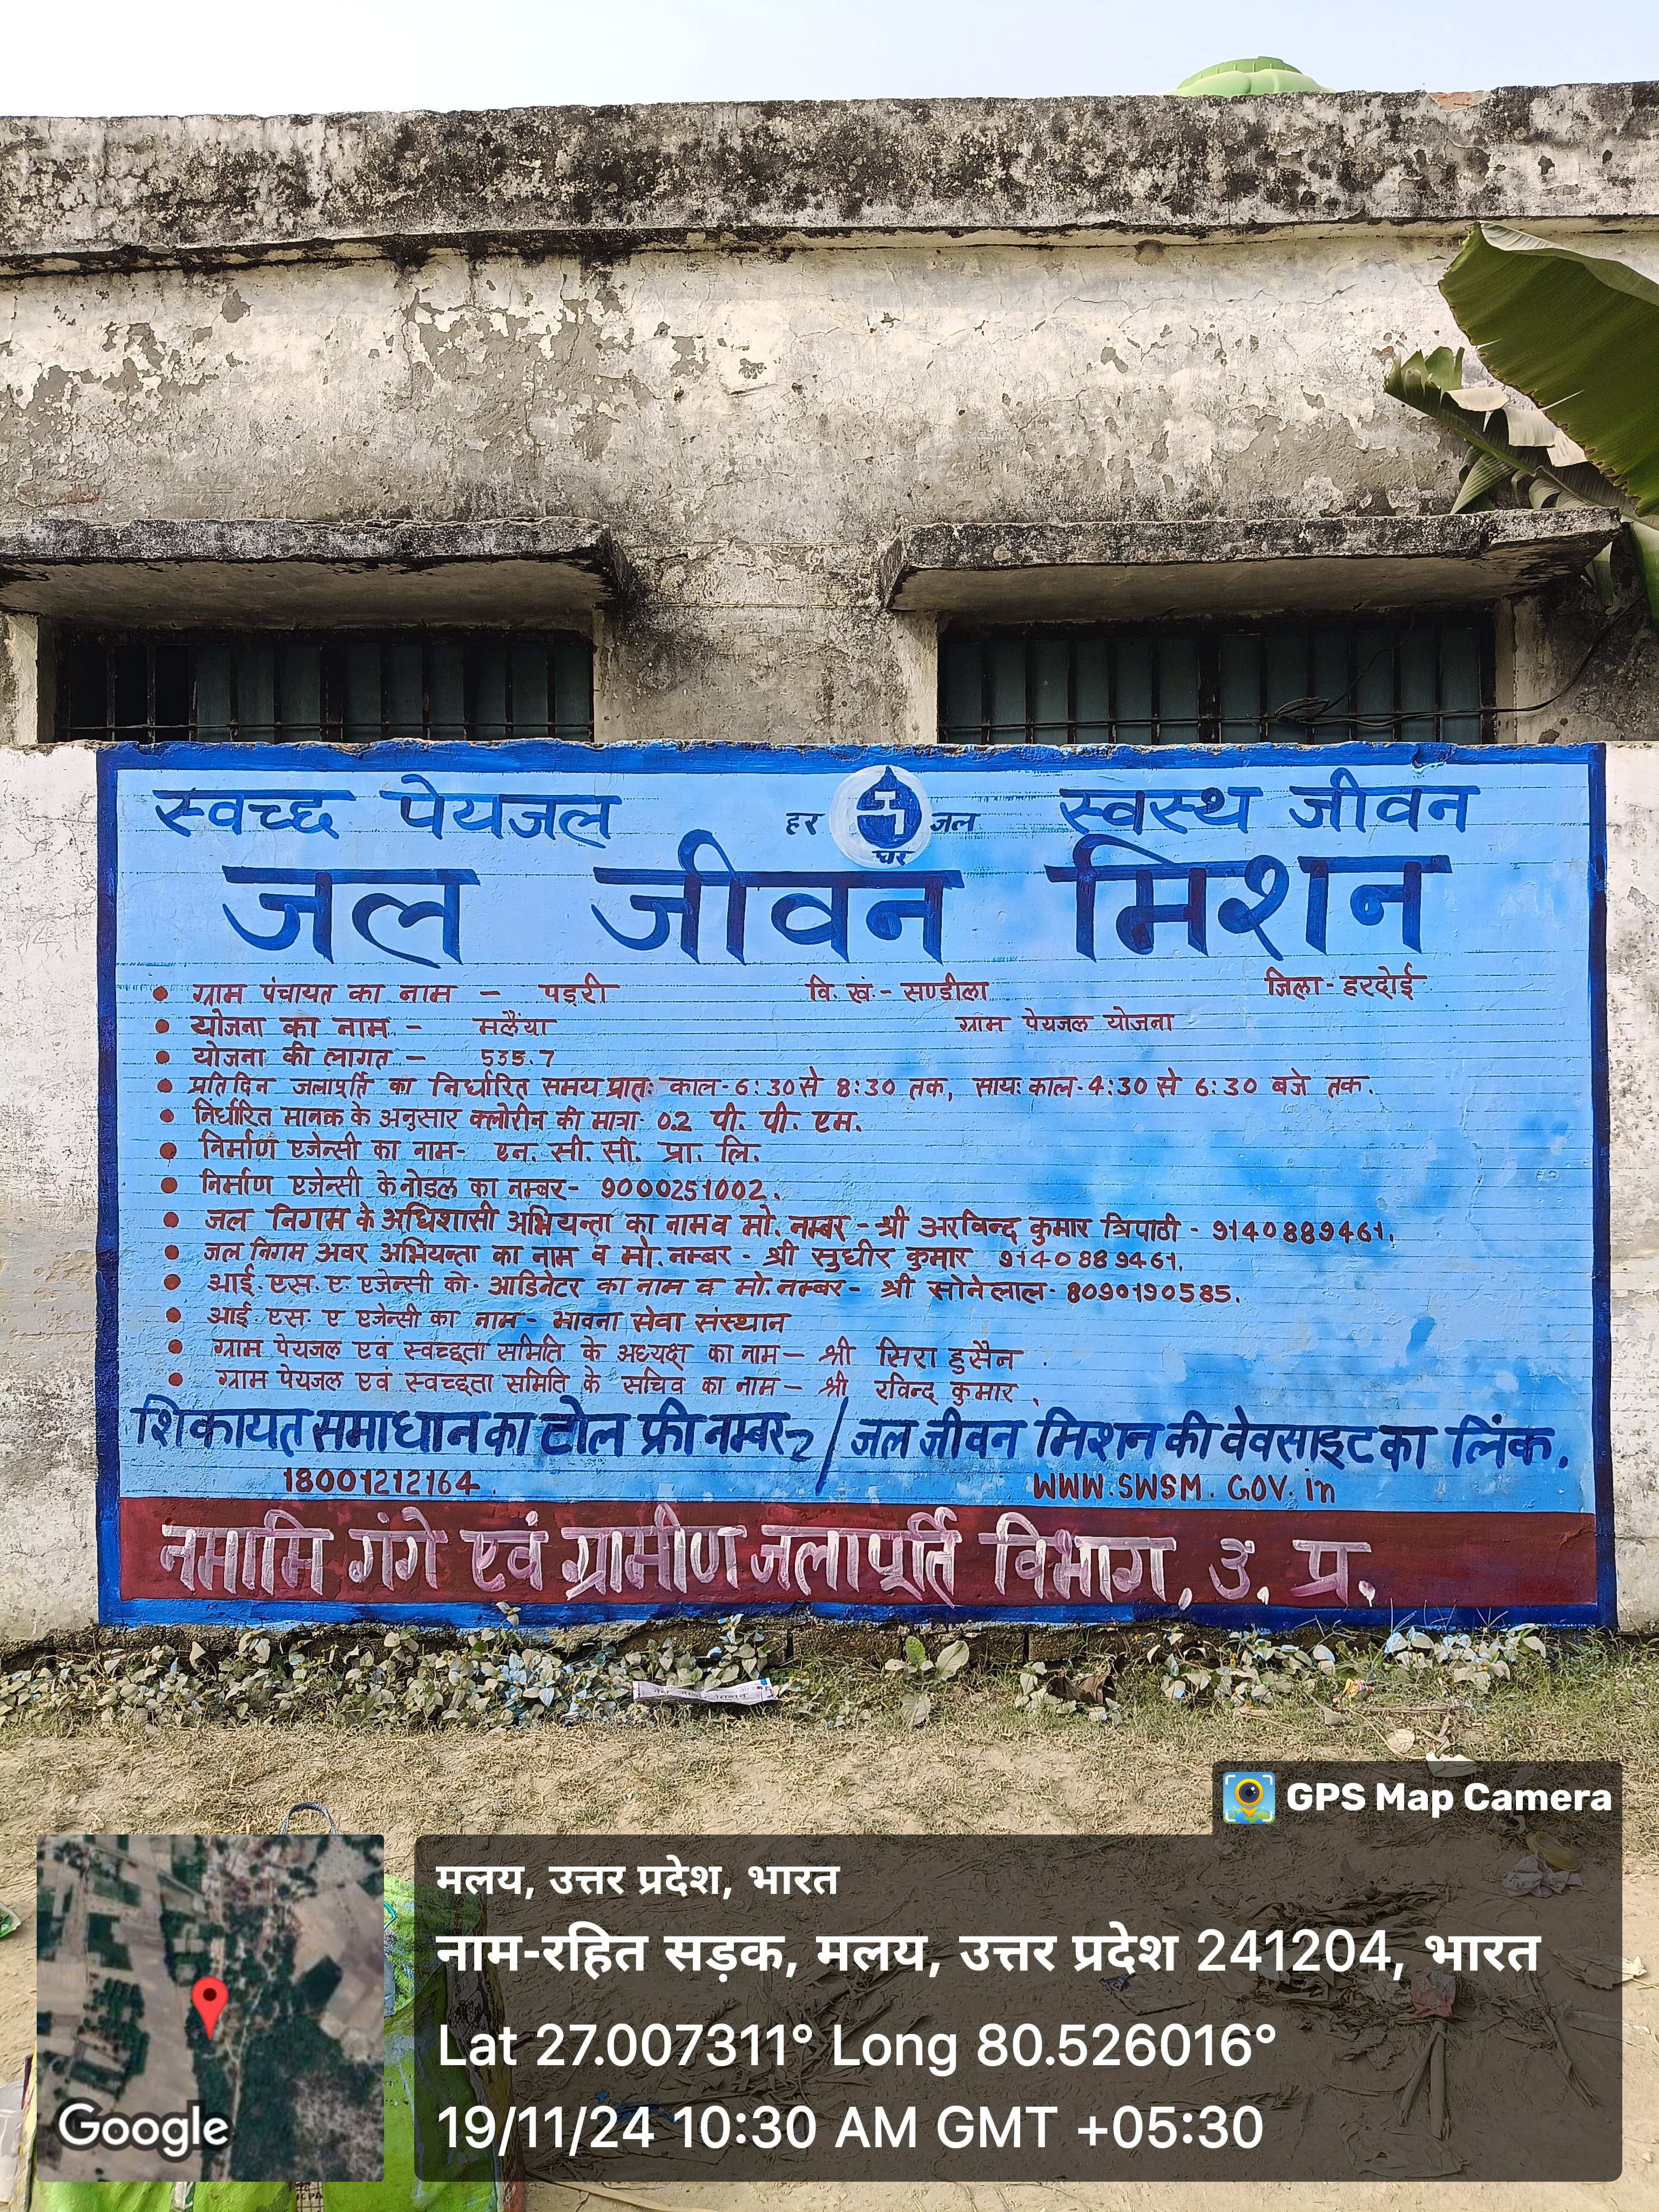 स्वच्छ पेयजल हर घर जल स्वस्थ जीवन
जल जीवन मिशन
• ग्राम पंचायत का नाम – पड़री वि. खं.- सण्डीला जिला- हरदोई
• योजना का नाम – मलैंया ग्राम पेयजल योजना
• योजना की लागत – 535.7
• प्रतिदिन जलापूर्ति का निर्धारित समय प्रातः काल-6:30 से 8:30 तक, सायः काल-4:30 से 6:30 बजे तक.
• निर्धारित मानक के अनुसार क्लोरीन की मात्रा- 0.2 पी. पी. एम.
• निर्माण एजेन्सी का नाम- एन. सी. सी. प्रा. लि.
• निर्माण एजेन्सी के नोडल का नम्बर- 9000251002.
• जल निगम के अधिशासी अभियन्ता का नाम व मो. नम्बर – श्री अरविन्द कुमार त्रिपाठी - 9140889461.
• जल निगम अवर अभियन्ता का नाम व मो. नम्बर - श्री सुधीर कुमार 9140889461.
• आई. एस. ए. एजेन्सी को- आडिनेटर का नाम व मो. नम्बर- श्री सोनेलाल- 8090190585.
• आई. एस. ए एजेन्सी का नाम- भावना सेवा संस्थान
• ग्राम पेयजल एवं स्वच्छता समिति के अध्यक्ष का नाम– श्री सिरा हुसैन .
• ग्राम पेयजल एवं स्वच्छता समिति के सचिव का नाम– श्री रविन्द कुमार .
शिकायत समाधान का टोल फ्री नम्बर / जल जीवन मिशन की वेवसाइट का लिंक.
18001212164. WWW.SWSM.GOV.in
नमामि गंगे एवं ग्रामीण जलापूर्ति विभाग, उ. प्र.
GPS Map Camera
मलय, उत्तर प्रदेश, भारत
नाम-रहित सड़क, मलय, उत्तर प्रदेश 241204, भारत
Lat 27.007311° Long 80.526016°
19/11/24 10:30 AM GMT +05:30
Google